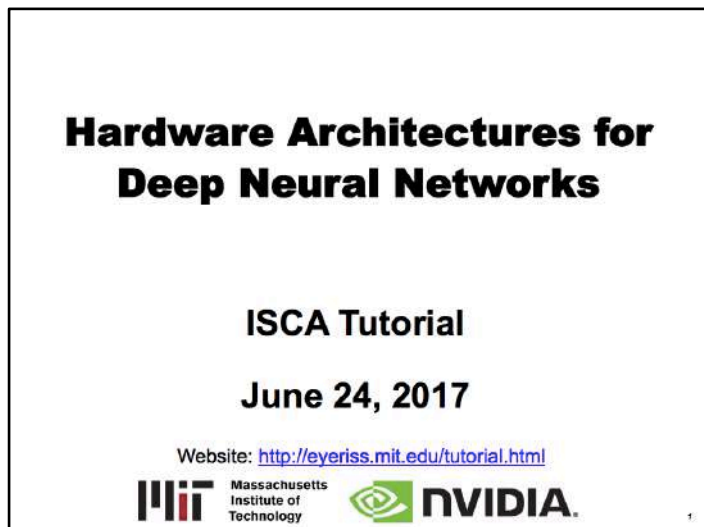 Hardware Architectures for
Deep Neural Networks
ISCA Tutorial
June 24, 2017
Website: http://eyeriss.mit.edu/tutorial.html
Massachusetts
Institute of
Technology
NVIDIA.
1